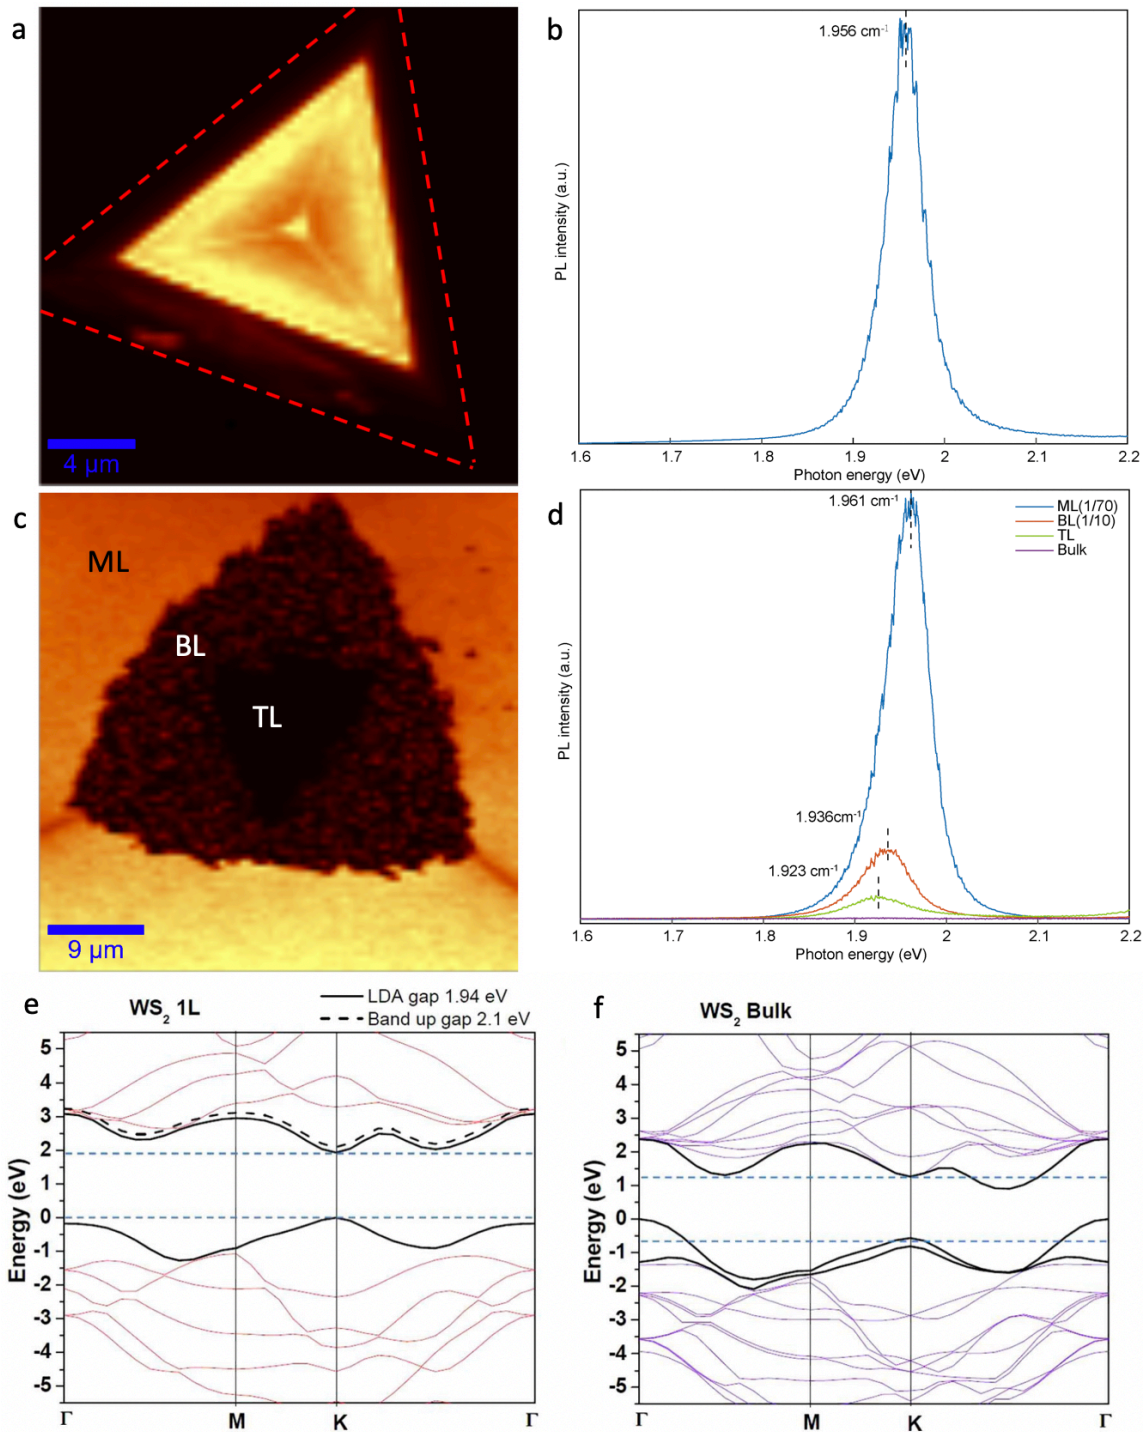 a
4 μm
b
1.956 cm⁻¹
PL intensity (a.u.)
1.6 1.7 1.8 1.9 2 2.1 2.2
Photon energy (eV)
c
ML
BL
TL
9 μm
d
1.961 cm⁻¹
ML(1/70)
BL(1/10)
TL
Bulk
1.936cm⁻¹
1.923 cm⁻¹
PL intensity (a.u.)
1.6 1.7 1.8 1.9 2 2.1 2.2
Photon energy (eV)
e
WS₂ 1L
LDA gap 1.94 eV
Band up gap 2.1 eV
Energy (eV)
5
4
3
2
1
0
-1
-2
-3
-4
-5
Γ M K Γ
f
WS₂ Bulk
Energy (eV)
5
4
3
2
1
0
-1
-2
-3
-4
-5
Γ M K Γ